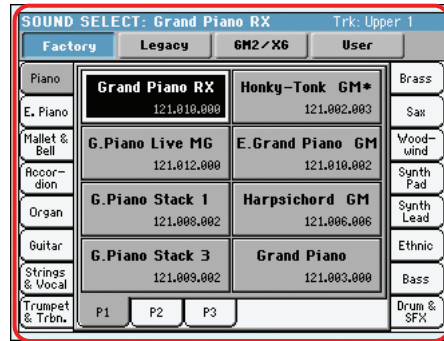 SOUND SELECT: Grand Piano RX Trk: Upper 1
Factory Legacy GM2/XG User
Piano
E. Piano
Mallet &
Bell
Accor-
dion
Organ
Guitar
Strings
& Vocal
Trumpet
& Trbn.
Grand Piano RX
121.010.000
Honky-Tonk GM*
121.002.003
G.Piano Live MG
121.012.000
E.Grand Piano GM
121.010.002
G.Piano Stack 1
121.008.002
Harpsichord GM
121.006.006
G.Piano Stack 3
121.009.002
Grand Piano
121.003.000
P1 P2 P3
Brass
Sax
Wood-
wind
Synth
Pad
Synth
Lead
Ethnic
Bass
Drum &
SFX